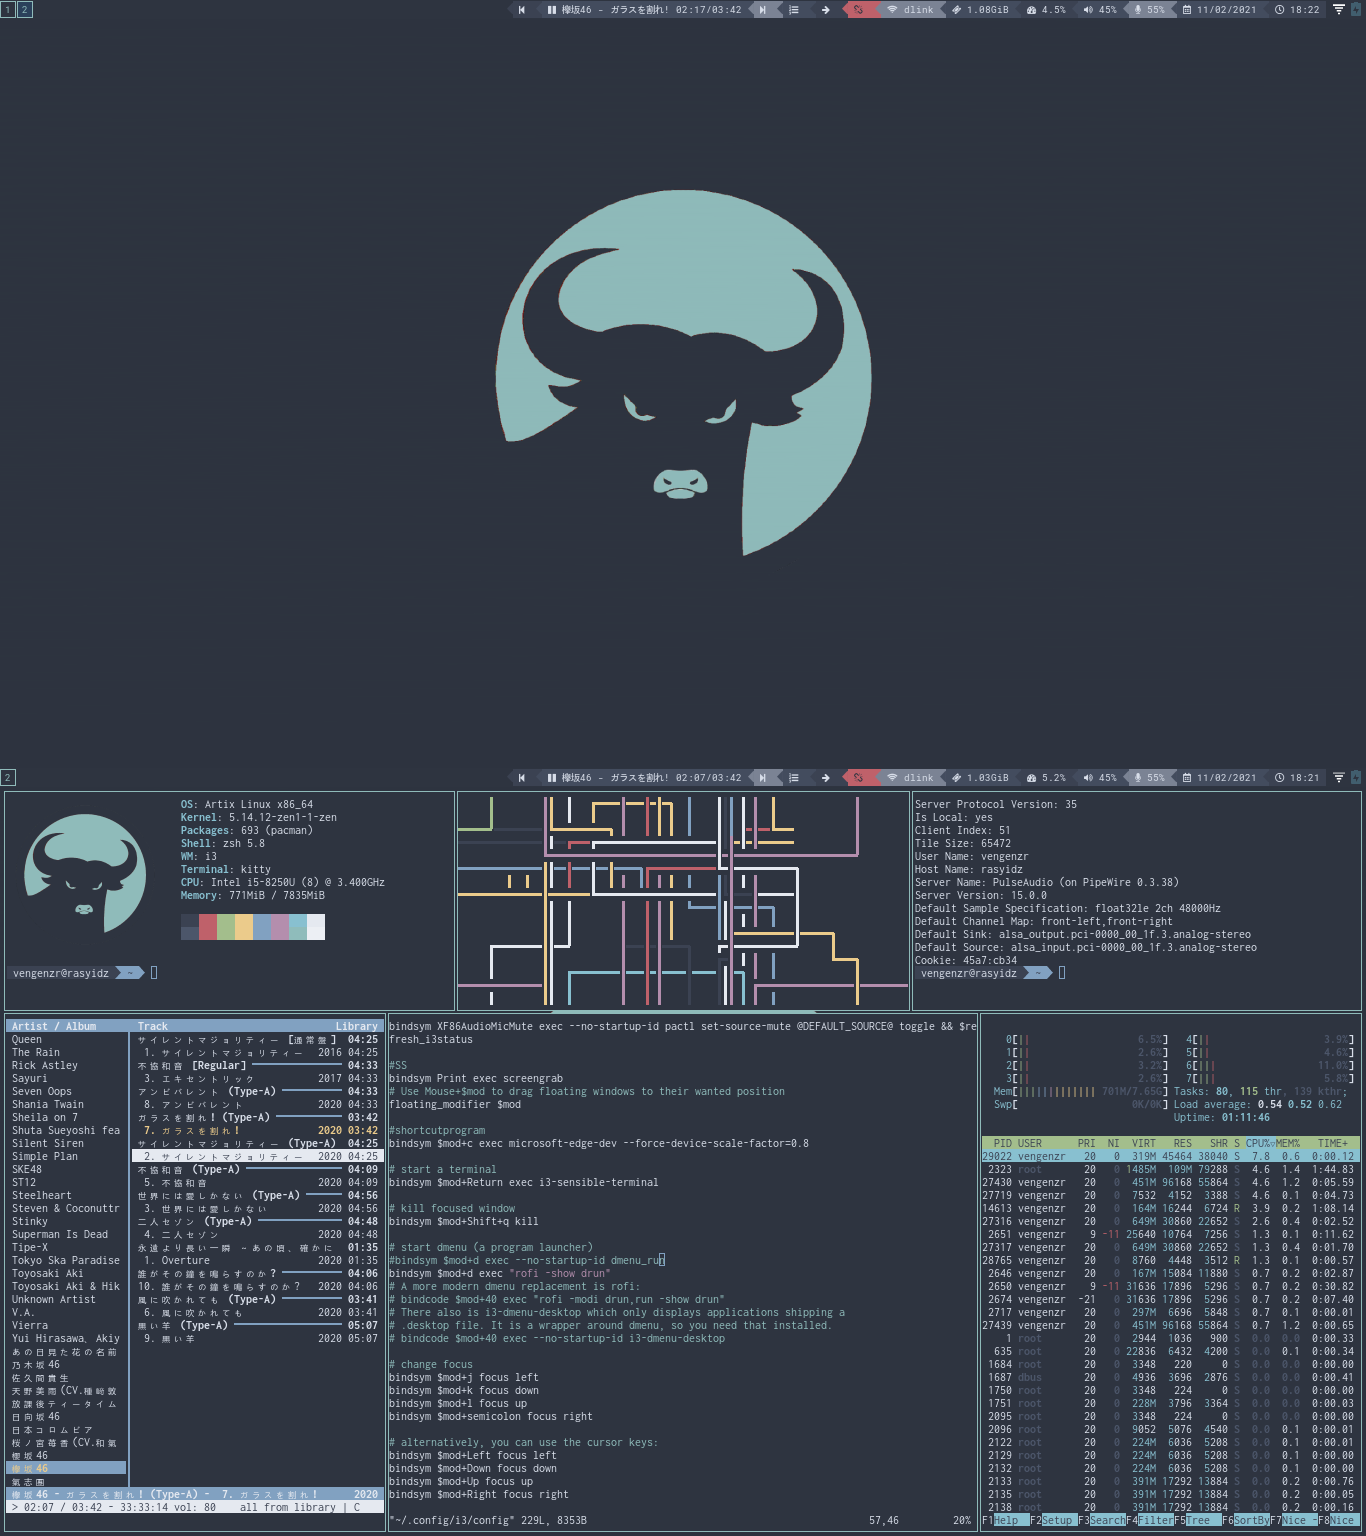 1 2
欅坂46 - ガラスを割れ! 02:17/03:42 dlink 1.08GiB 4.5% 45% 55% 11/02/2021 18:22
2
欅坂46 - ガラスを割れ! 02:07/03:42 dlink 1.03GiB 5.2% 45% 55% 11/02/2021 18:21
OS: Artix Linux x86_64
Kernel: 5.14.12-zen1-1-zen
Packages: 693 (pacman)
Shell: zsh 5.8
WM: i3
Terminal: kitty
CPU: Intel i5-8250U (8) @ 3.400GHz
Memory: 771MiB / 7835MiB
vengenzr@rasyidz ~
Server Protocol Version: 35
Is Local: yes
Client Index: 51
Tile Size: 65472
User Name: vengenzr
Host Name: rasyidz
Server Name: PulseAudio (on PipeWire 0.3.38)
Server Version: 15.0.0
Default Sample Specification: float32le 2ch 48000Hz
Default Channel Map: front-left,front-right
Default Sink: alsa_output.pci-0000_00_1f.3.analog-stereo
Default Source: alsa_input.pci-0000_00_1f.3.analog-stereo
Cookie: 45a7:cb34
vengenzr@rasyidz ~
Artist / Album
Queen
The Rain
Rick Astley
Sayuri
Seven Oops
Shania Twain
Sheila on 7
Shuta Sueyoshi fea
Silent Siren
Simple Plan
SKE48
ST12
Steelheart
Steven & Coconuttr
Stinky
Superman Is Dead
Tipe-X
Tokyo Ska Paradise
Toyosaki Aki
Toyosaki Aki & Hik
Unknown Artist
V.A.
Vierra
Yui Hirasawa, Akiy
あの日見た花の名前
乃木坂46
佐久間貴生
天野美雨(CV.種﨑敦
放課後ティータイム
日向坂46
日本コロムビア
桜ノ宮苺香(CV.和氣
欅坂46
氣志團
Track Library
サイレントマジョリティー [通常盤] 04:25
1. サイレントマジョリティー 2016 04:25
不協和音 [Regular] 04:33
3. エキセントリック 2017 04:33
アンビバレント (Type-A) 04:33
8. アンビバレント 2020 04:33
ガラスを割れ! (Type-A) 03:42
7. ガラスを割れ! 2020 03:42
サイレントマジョリティー (Type-A) 04:25
2. サイレントマジョリティー 2020 04:25
不協和音 (Type-A) 04:09
5. 不協和音 2020 04:09
世界には愛しかない (Type-A) 04:56
3. 世界には愛しかない 2020 04:56
二人セゾン (Type-A) 04:48
4. 二人セゾン 2020 04:48
永遠より長い一瞬 ~あの頃、確かに 01:35
1. Overture 2020 01:35
誰がその鐘を鳴らすのか? 04:06
10. 誰がその鐘を鳴らすのか? 2020 04:06
風に吹かれても (Type-A) 03:41
6. 風に吹かれても 2020 03:41
黒い羊 (Type-A) 05:07
9. 黒い羊 2020 05:07
欅坂46 - ガラスを割れ! (Type-A) - 7. ガラスを割れ! 2020
> 02:07 / 03:42 - 33:33:14 vol: 80 all from library | C
bindsym XF86AudioMicMute exec --no-startup-id pactl set-source-mute @DEFAULT_SOURCE@ toggle && $re
fresh_i3status
#SS
bindsym Print exec screengrab
# Use Mouse+$mod to drag floating windows to their wanted position
floating_modifier $mod
#shortcutprogram
bindsym $mod+c exec microsoft-edge-dev --force-device-scale-factor=0.8
# start a terminal
bindsym $mod+Return exec i3-sensible-terminal
# kill focused window
bindsym $mod+Shift+q kill
# start dmenu (a program launcher)
#bindsym $mod+d exec --no-startup-id dmenu_run
bindsym $mod+d exec "rofi -show drun"
# A more modern dmenu replacement is rofi:
# bindcode $mod+40 exec "rofi -modi drun,run -show drun"
# There also is i3-dmenu-desktop which only displays applications shipping a
# .desktop file. It is a wrapper around dmenu, so you need that installed.
# bindcode $mod+40 exec --no-startup-id i3-dmenu-desktop
# change focus
bindsym $mod+j focus left
bindsym $mod+k focus down
bindsym $mod+l focus up
bindsym $mod+semicolon focus right
# alternatively, you can use the cursor keys:
bindsym $mod+Left focus left
bindsym $mod+Down focus down
bindsym $mod+Up focus up
bindsym $mod+Right focus right
"~/.config/i3/config" 229L, 8353B 57,46 20%
0[|| 6.5%] 4[|| 3.9%]
1[|| 2.6%] 5[|| 4.6%]
2[|| 3.2%] 6[||| 11.0%]
3[|| 2.6%] 7[||| 5.8%]
Mem[|||||||||||||| 701M/7.65G] Tasks: 80, 115 thr, 139 kthr;
Swp[ 0K/0K] Load average: 0.54 0.52 0.62
Uptime: 01:11:46
PID USER PRI NI VIRT RES SHR S CPU%▽MEM% TIME+
29022 vengenzr 20 0 319M 45464 38040 S 7.8 0.6 0:00.12
2323 root 20 0 1485M 109M 79288 S 4.6 1.4 1:44.83
27430 vengenzr 20 0 451M 96168 55864 S 4.6 1.2 0:05.59
27719 vengenzr 20 0 7532 4152 3388 S 4.6 0.1 0:04.73
14613 vengenzr 20 0 164M 16244 6724 R 3.9 0.2 1:08.14
27316 vengenzr 20 0 649M 30860 22652 S 2.6 0.4 0:02.52
2651 vengenzr 9 -11 25640 10764 7256 S 1.3 0.1 0:11.62
27317 vengenzr 20 0 649M 30860 22652 S 1.3 0.4 0:01.70
28765 vengenzr 20 0 8760 4448 3512 R 1.3 0.1 0:00.57
2646 vengenzr 20 0 167M 15084 11880 S 0.7 0.2 0:02.87
2650 vengenzr 9 -11 31636 17896 5296 S 0.7 0.2 0:30.82
2674 vengenzr -21 0 31636 17896 5296 S 0.7 0.2 0:07.40
2717 vengenzr 20 0 297M 6696 5848 S 0.7 0.1 0:00.01
27439 vengenzr 20 0 451M 96168 55864 S 0.7 1.2 0:00.65
1 root 20 0 2944 1036 900 S 0.0 0.0 0:00.33
635 root 20 0 22836 6432 4200 S 0.0 0.1 0:00.34
1684 root 20 0 3348 220 0 S 0.0 0.0 0:00.00
1687 dbus 20 0 4936 3696 2876 S 0.0 0.0 0:00.41
1750 root 20 0 3348 224 0 S 0.0 0.0 0:00.00
1751 root 20 0 228M 3796 3364 S 0.0 0.0 0:00.03
2095 root 20 0 3348 224 0 S 0.0 0.0 0:00.00
2096 root 20 0 9052 5076 4540 S 0.0 0.1 0:00.01
2122 root 20 0 224M 6036 5208 S 0.0 0.1 0:00.01
2129 root 20 0 224M 6036 5208 S 0.0 0.1 0:00.00
2132 root 20 0 224M 6036 5208 S 0.0 0.1 0:00.00
2133 root 20 0 391M 17292 13884 S 0.0 0.2 0:00.76
2135 root 20 0 391M 17292 13884 S 0.0 0.2 0:00.05
2138 root 20 0 391M 17292 13884 S 0.0 0.2 0:00.16
F1Help F2Setup F3SearchF4FilterF5Tree F6SortByF7Nice -F8Nice